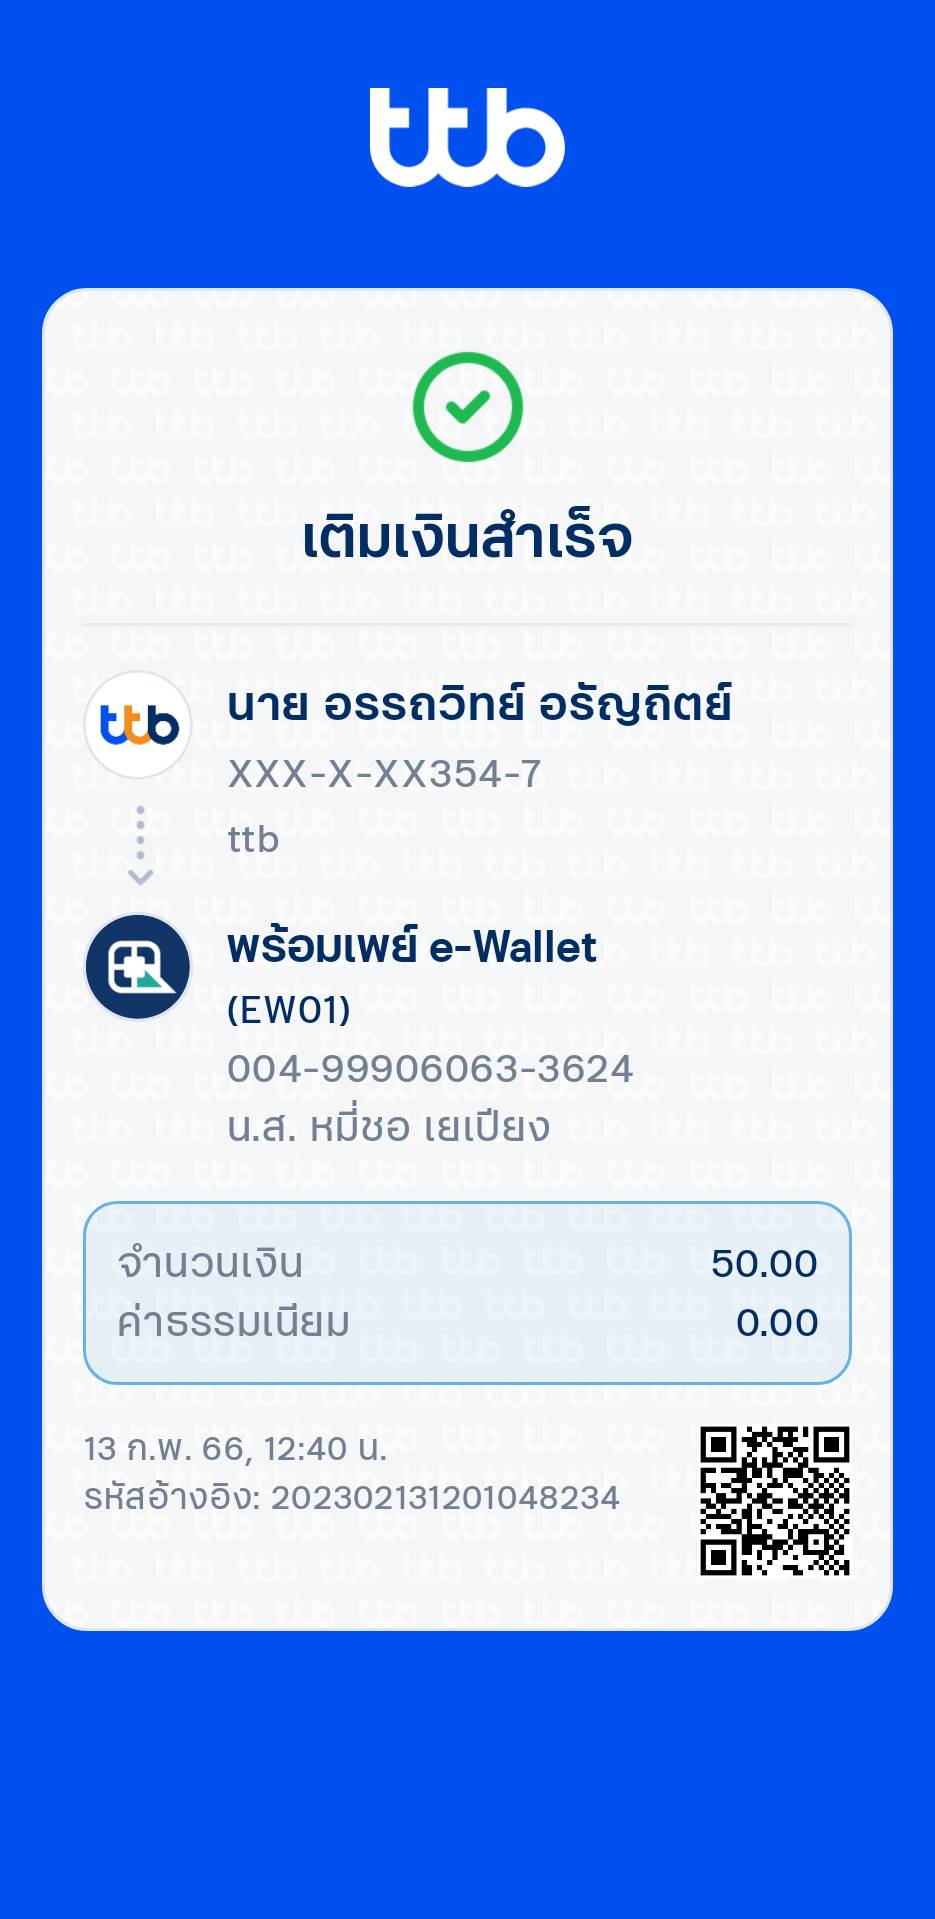 ttb
เติมเงินสำเร็จ
ttb
นาย อรรถวิทย์ อรัญถิตย์
XXX-X-XX354-7
ttb
พร้อมเพย์ e-Wallet
(EW01)
004-99906063-3624
น.ส. หมี่ชอ เยเปียง
จำนวนเงิน 50.00
ค่าธรรมเนียม 0.00
13 ก.พ. 66, 12:40 น.
รหัสอ้างอิง: 202302131201048234